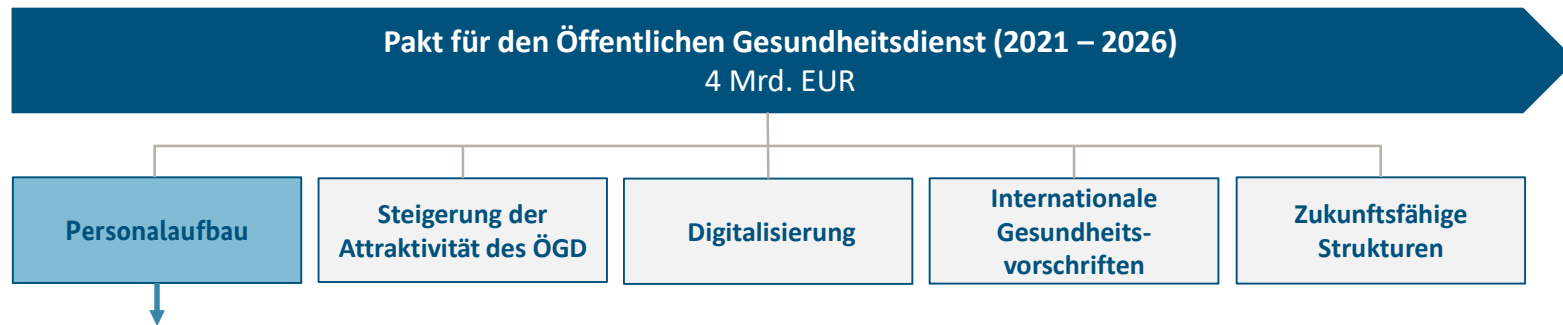 Pakt für den Öffentlichen Gesundheitsdienst (2021 – 2026)
4 Mrd. EUR
Personalaufbau
Steigerung der
Attraktivität des ÖGD
Digitalisierung
Internationale
Gesundheits-
vorschriften
Zukunftsfähige
Strukturen